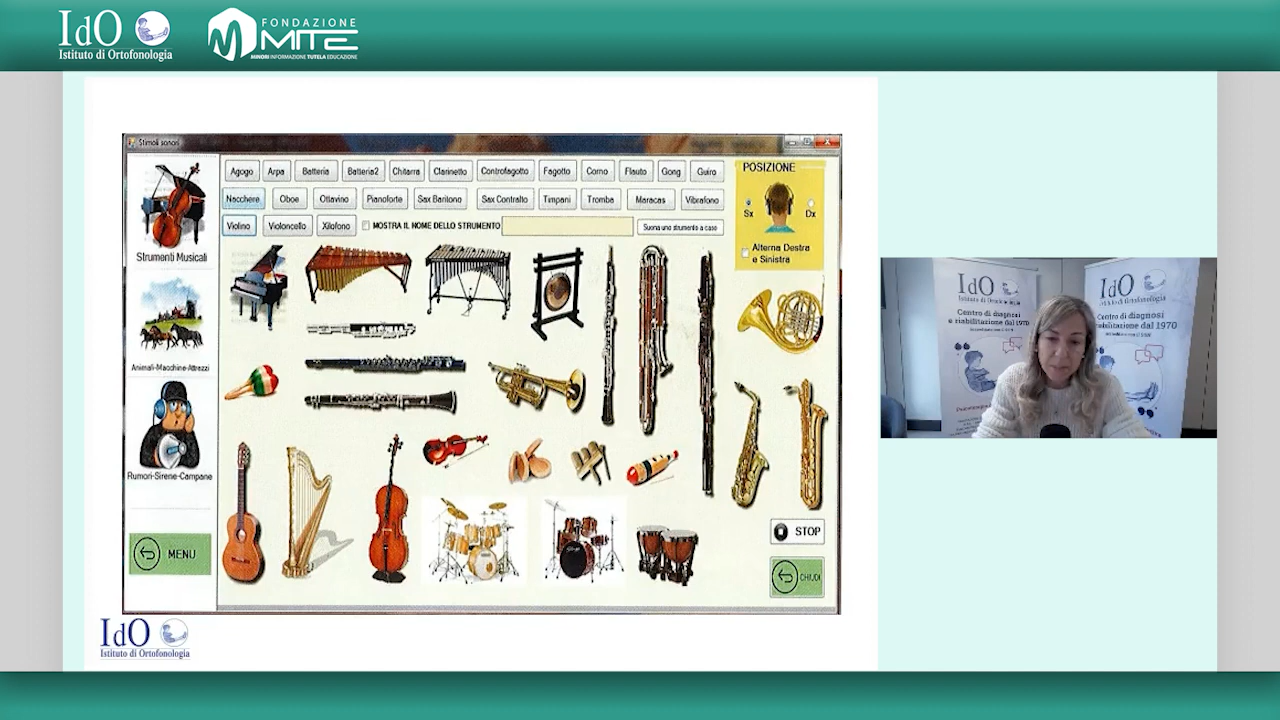 IdO
Istituto di Ortofonologia
FONDAZIONE
MITE
MINORI INFORMAZIONE TUTELA EDUCAZIONE
Stimoli sonori
Agogo Arpa Batteria Batteria2 Chitarra Clarinetto Controfagotto Fagotto Corno Flauto Gong Guiro
Nacchere Oboe Ottavino Pianoforte Sax Baritono Sax Contralto Timpani Tromba Maracas Vibrafono
Violino Violoncello Xilofono MOSTRA IL NOME DELLO STRUMENTO Suona uno strumento a caso
POSIZIONE
Sx Dx
Alterna Destra
e Sinistra
Strumenti Musicali
Animali-Macchine-Attrezzi
Rumori-Sirene-Campane
MENU
STOP
CHIUDI
IdO
Istituto di Ortofonologia
IdO
Istituto di Ortofonologia
Centro di diagnosi
e riabilitazione dal 1970
IdO
Centro di diagnosi
riabilitazione dal 1970